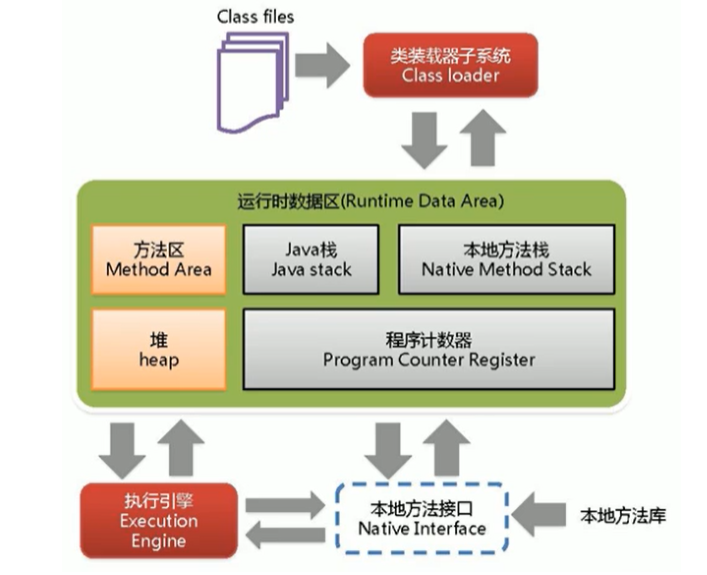 Class files
类装载器子系统
Class loader
运行时数据区(Runtime Data Area)
方法区
Method Area
Java栈
Java stack
本地方法栈
Native Method Stack
堆
heap
程序计数器
Program Counter Register
执行引擎
Execution
Engine
本地方法接口
Native Interface
本地方法库